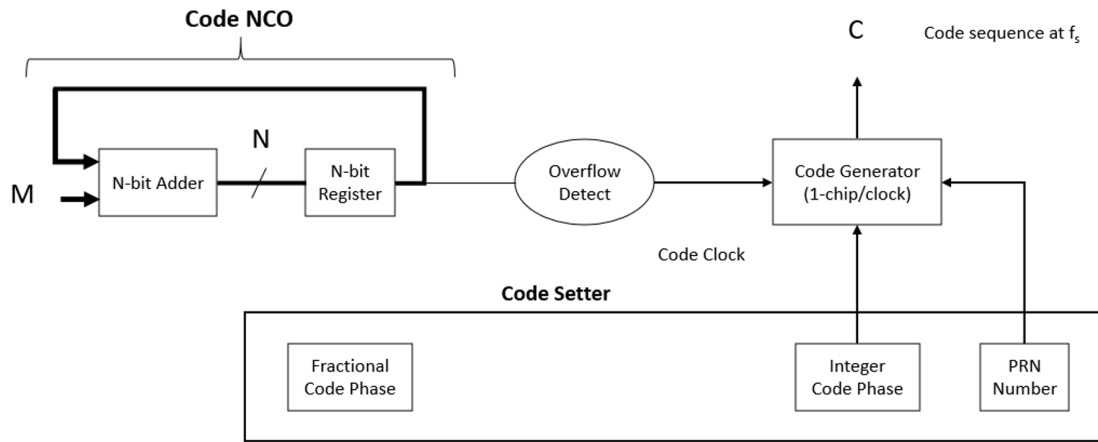 Code NCO
C
Code sequence at fs
N
M
N-bit Adder
N-bit
Register
Overflow
Detect
Code Generator
(1-chip/clock)
Code Clock
Code Setter
Fractional
Code Phase
Integer
Code Phase
PRN
Number